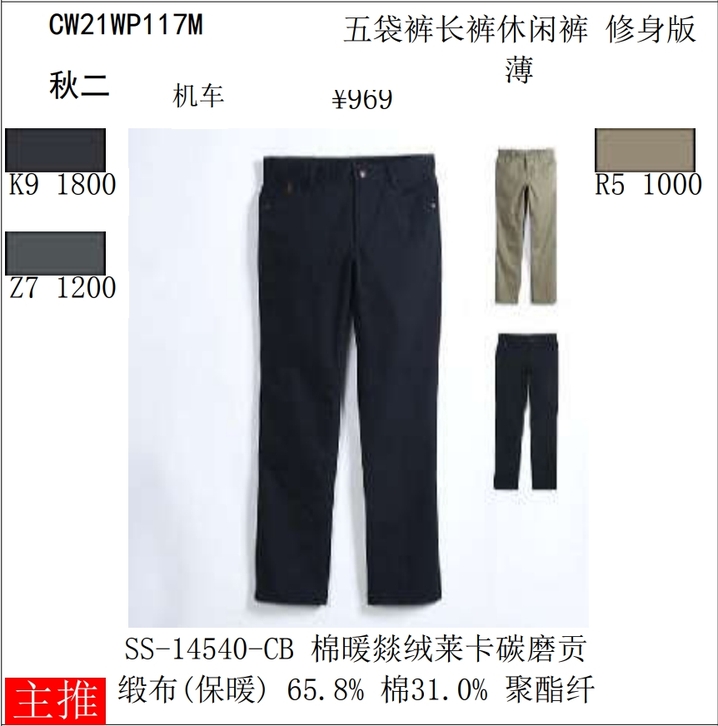 CW21WP117M
五袋裤长裤休闲裤 修身版
薄
秋二
机车
¥969
K9 1800
R5 1000
Z7 1200
SS-14540-CB 棉暖燚绒莱卡碳磨贡
缎布(保暖) 65.8% 棉31.0% 聚酯纤
主推